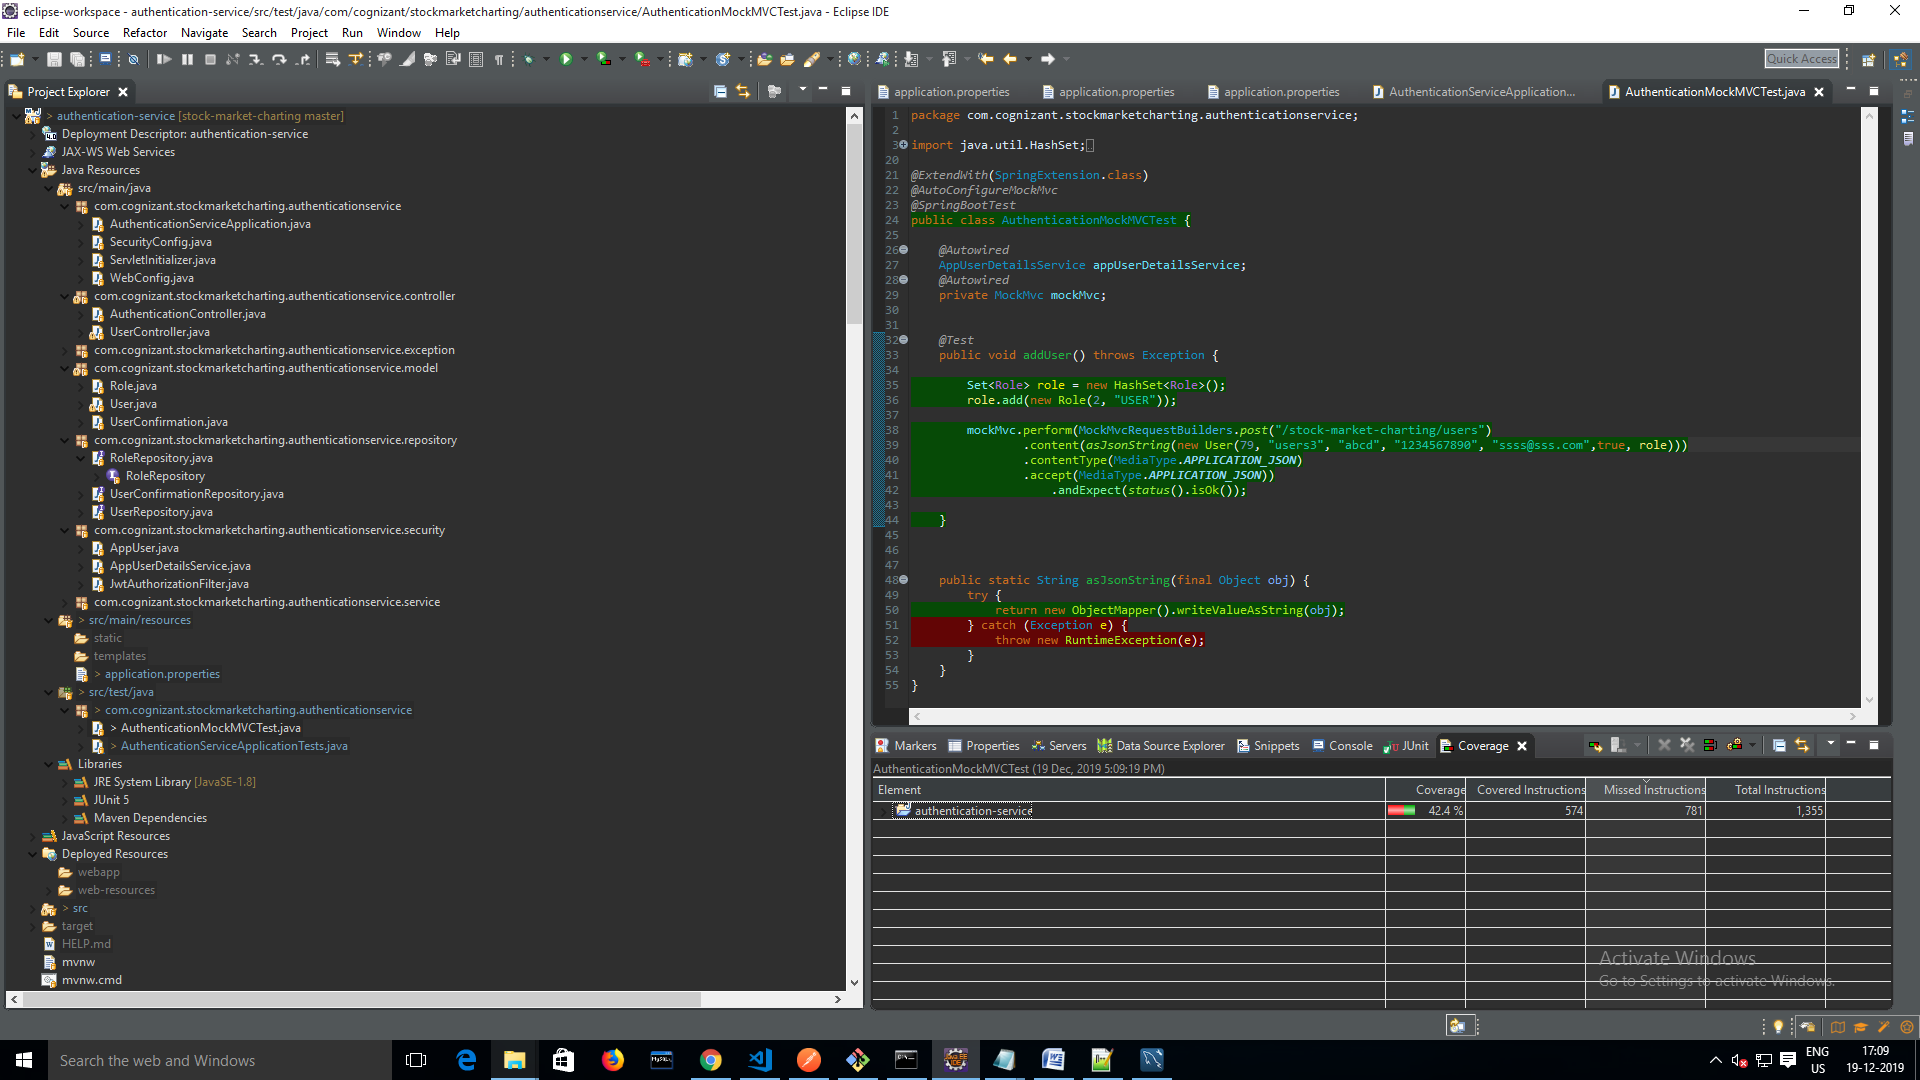 eclipse-workspace - authentication-service/src/test/java/com/cognizant/stockmarketcharting/authenticationservice/AuthenticationMockMVCTest.java - Eclipse IDE
File Edit Source Refactor Navigate Search Project Run Window Help
Quick Access
Project Explorer
> authentication-service [stock-market-charting master]
Deployment Descriptor: authentication-service
JAX-WS Web Services
Java Resources
src/main/java
com.cognizant.stockmarketcharting.authenticationservice
AuthenticationServiceApplication.java
SecurityConfig.java
ServletInitializer.java
WebConfig.java
com.cognizant.stockmarketcharting.authenticationservice.controller
AuthenticationController.java
UserController.java
com.cognizant.stockmarketcharting.authenticationservice.exception
com.cognizant.stockmarketcharting.authenticationservice.model
Role.java
User.java
UserConfirmation.java
com.cognizant.stockmarketcharting.authenticationservice.repository
RoleRepository.java
RoleRepository
UserConfirmationRepository.java
UserRepository.java
com.cognizant.stockmarketcharting.authenticationservice.security
AppUser.java
AppUserDetailsService.java
JwtAuthorizationFilter.java
com.cognizant.stockmarketcharting.authenticationservice.service
> src/main/resources
static
templates
> application.properties
> src/test/java
> com.cognizant.stockmarketcharting.authenticationservice
> AuthenticationMockMVCTest.java
> AuthenticationServiceApplicationTests.java
Libraries
JRE System Library [JavaSE-1.8]
JUnit 5
Maven Dependencies
JavaScript Resources
Deployed Resources
webapp
web-resources
> src
target
HELP.md
mvnw
mvnw.cmd
application.properties application.properties application.properties AuthenticationServiceApplication... AuthenticationMockMVCTest.java
1 package com.cognizant.stockmarketcharting.authenticationservice;
2
3 import java.util.HashSet;
20
21 @ExtendWith(SpringExtension.class)
22 @AutoConfigureMockMvc
23 @SpringBootTest
24 public class AuthenticationMockMVCTest {
25
26 @Autowired
27 AppUserDetailsService appUserDetailsService;
28 @Autowired
29 private MockMvc mockMvc;
30
31
32 @Test
33 public void addUser() throws Exception {
34
35 Set<Role> role = new HashSet<Role>();
36 role.add(new Role(2, "USER"));
37
38 mockMvc.perform(MockMvcRequestBuilders.post("/stock-market-charting/users")
39 .content(asJsonString(new User(79, "users3", "abcd", "1234567890", "ssss@sss.com",true, role)))
40 .contentType(MediaType.APPLICATION_JSON)
41 .accept(MediaType.APPLICATION_JSON))
42 .andExpect(status().isOk());
43
44 }
45
46
47
48 public static String asJsonString(final Object obj) {
49 try {
50 return new ObjectMapper().writeValueAsString(obj);
51 } catch (Exception e) {
52 throw new RuntimeException(e);
53 }
54 }
55 }
Markers Properties Servers Data Source Explorer Snippets Console JUnit Coverage
AuthenticationMockMVCTest (19 Dec, 2019 5:09:19 PM)
Element Coverage Covered Instructions Missed Instructions Total Instructions
authentication-service 42.4 % 574 781 1,355
Activate Windows
Go to Settings to activate Windows.
Search the web and Windows
ENG
US
17:09
19-12-2019